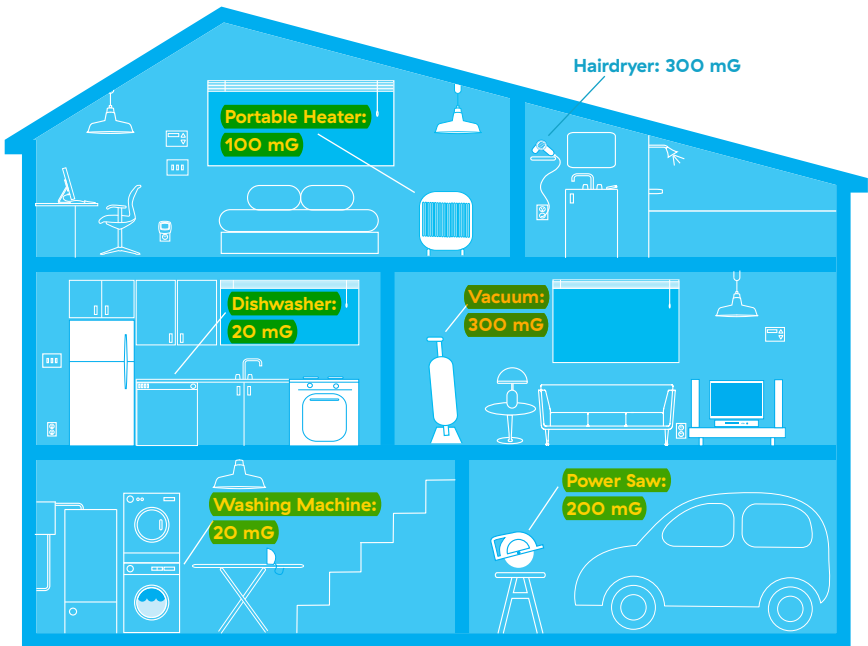 Hairdryer: 300 mG
Portable Heater:
100 mG
Dishwasher:
20 mG
Vacuum:
300 mG
Washing Machine:
20 mG
Power Saw:
200 mG